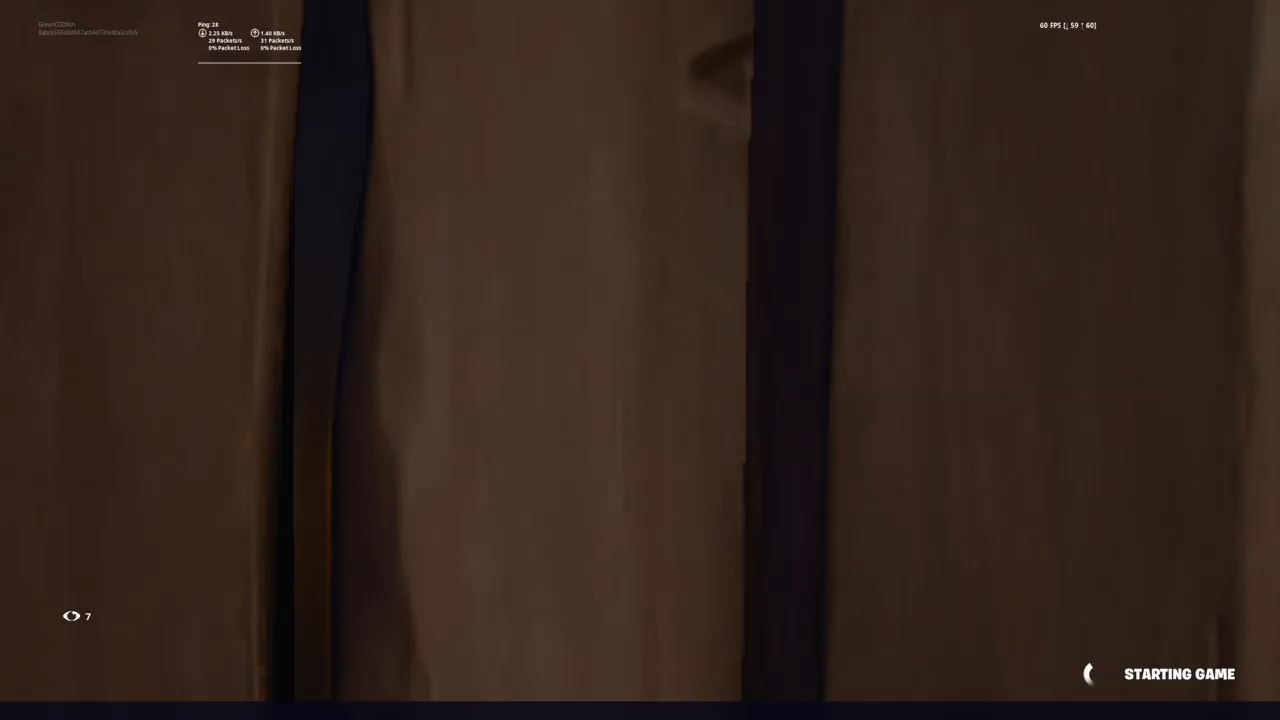 GreenCODfish
Ping: 28
2.25 KB/s 1.40 KB/s
29 Packets/s 31 Packets/s
0% Packet Loss 0% Packet Loss
60 FPS [↓ 59 ↑ 60]
7
STARTING GAME